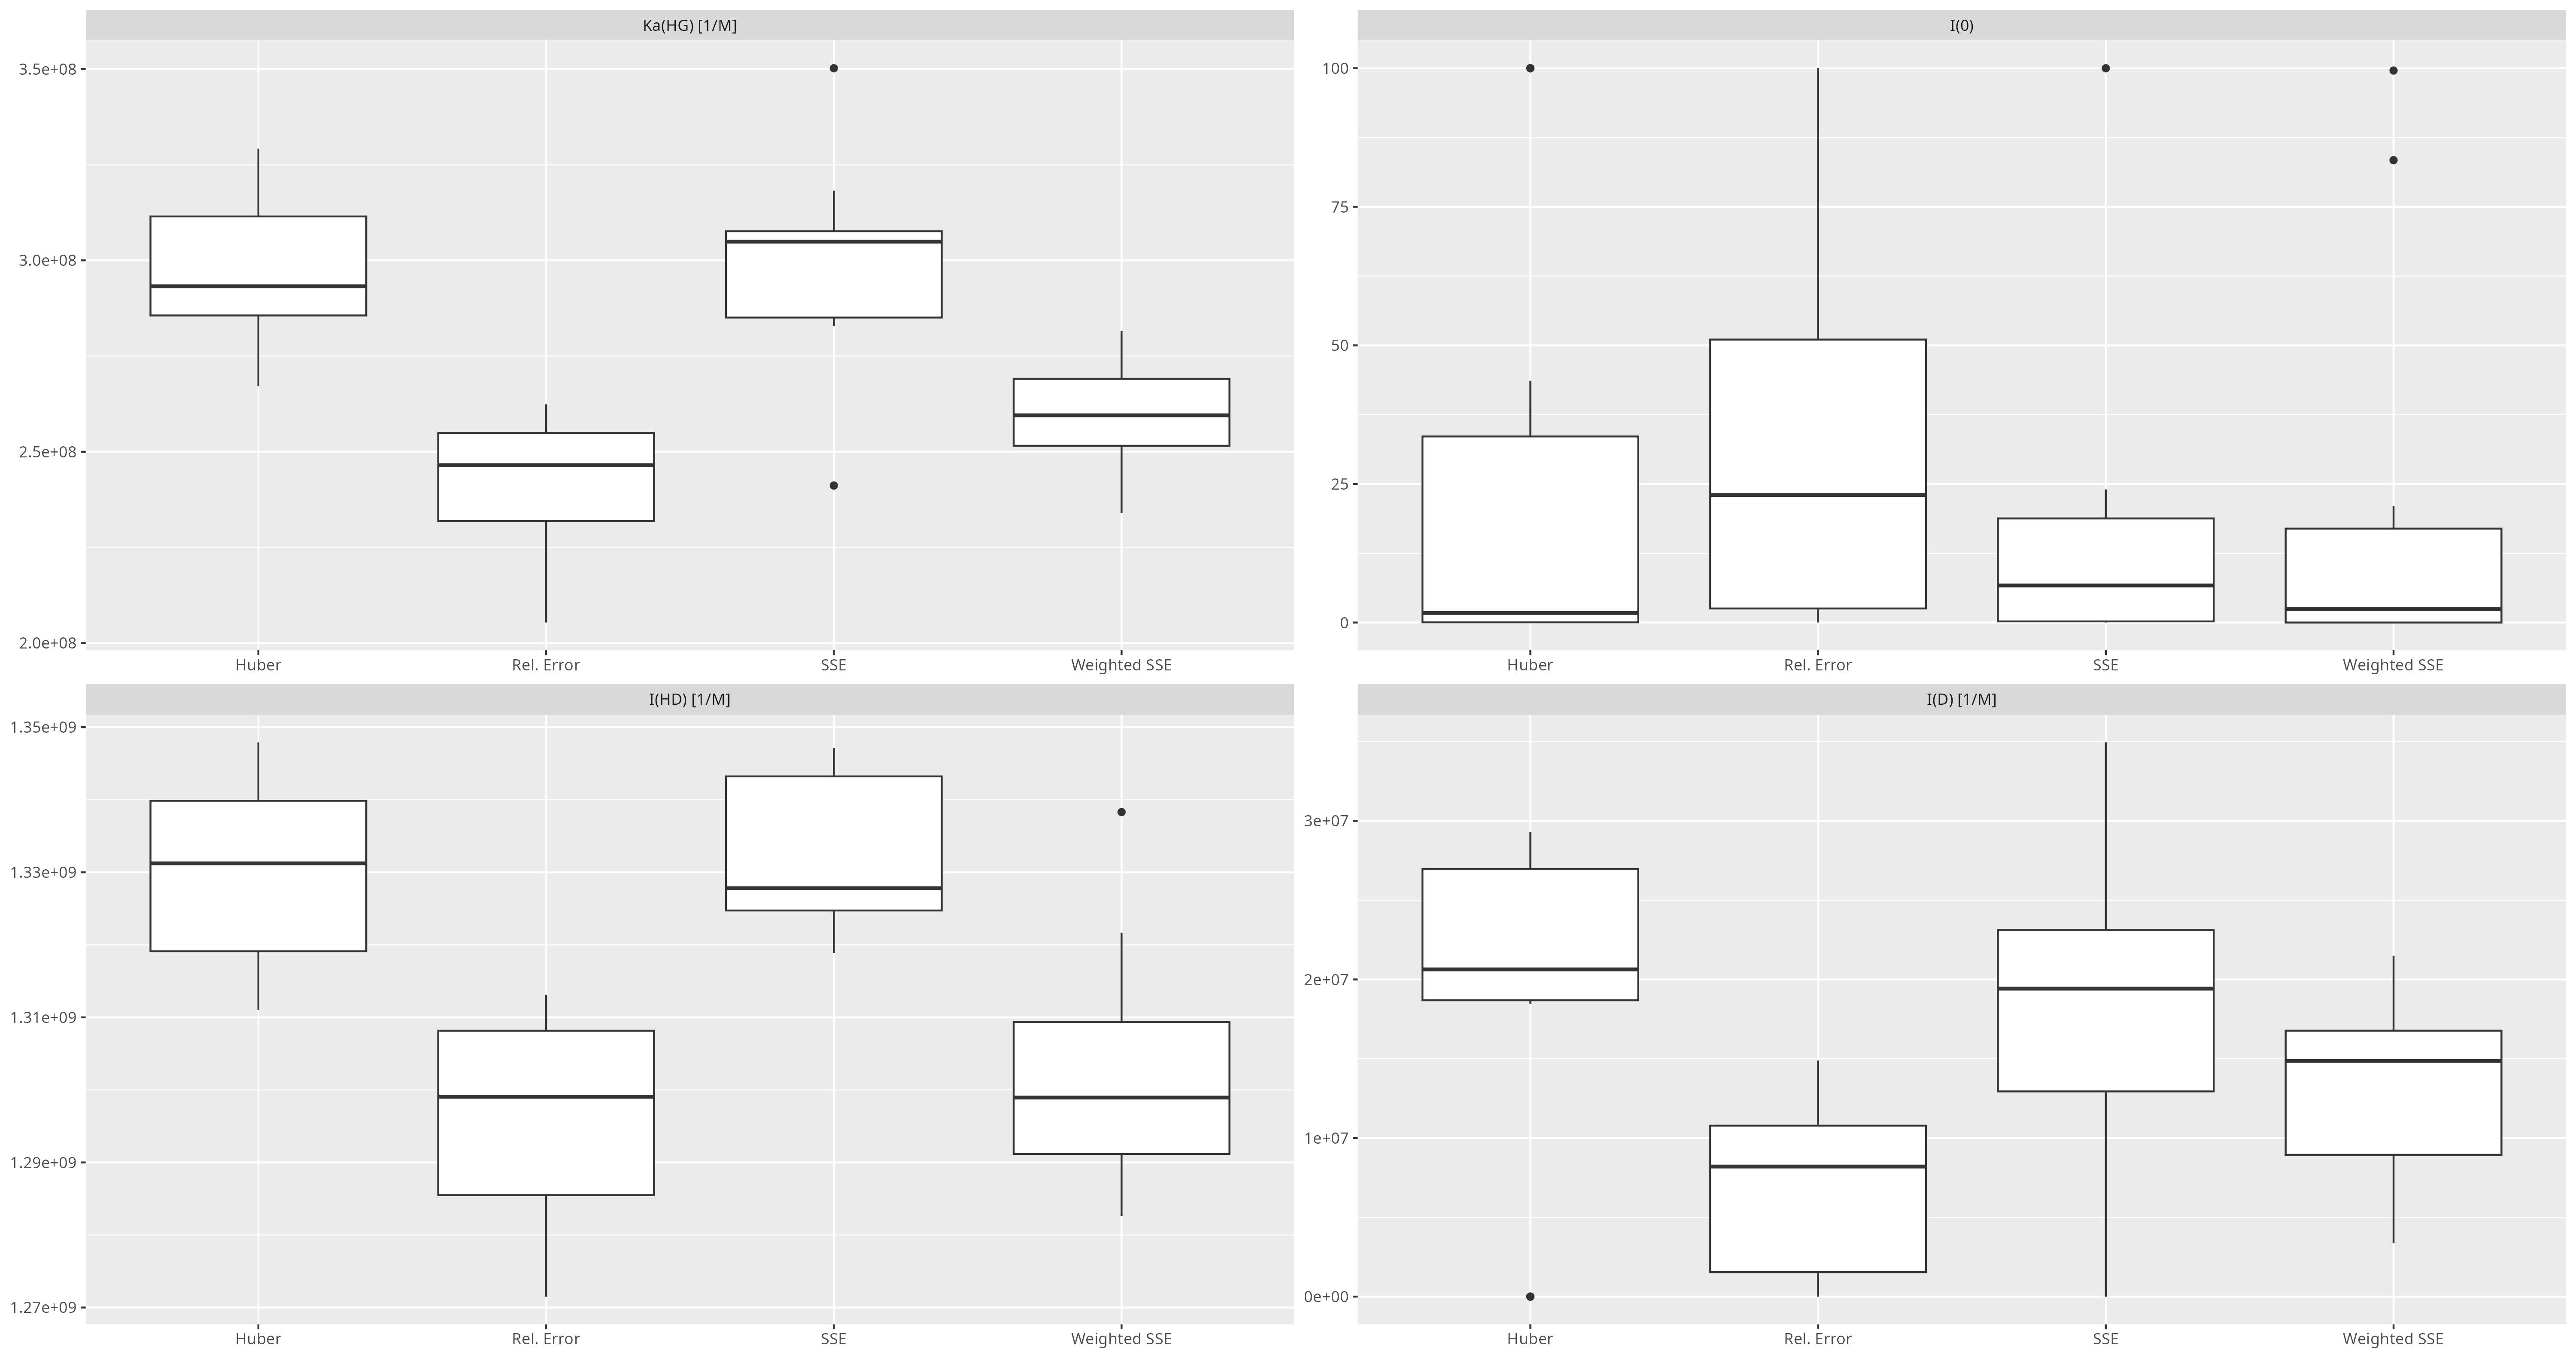 Ka(HG) [1/M]
3.5e+08
3.0e+08
2.5e+08
2.0e+08
Huber Rel. Error SSE Weighted SSE
I(0)
100
75
50
25
0
Huber Rel. Error SSE Weighted SSE
I(HD) [1/M]
1.35e+09
1.33e+09
1.31e+09
1.29e+09
1.27e+09
Huber Rel. Error SSE Weighted SSE
I(D) [1/M]
3e+07
2e+07
1e+07
0e+00
Huber Rel. Error SSE Weighted SSE